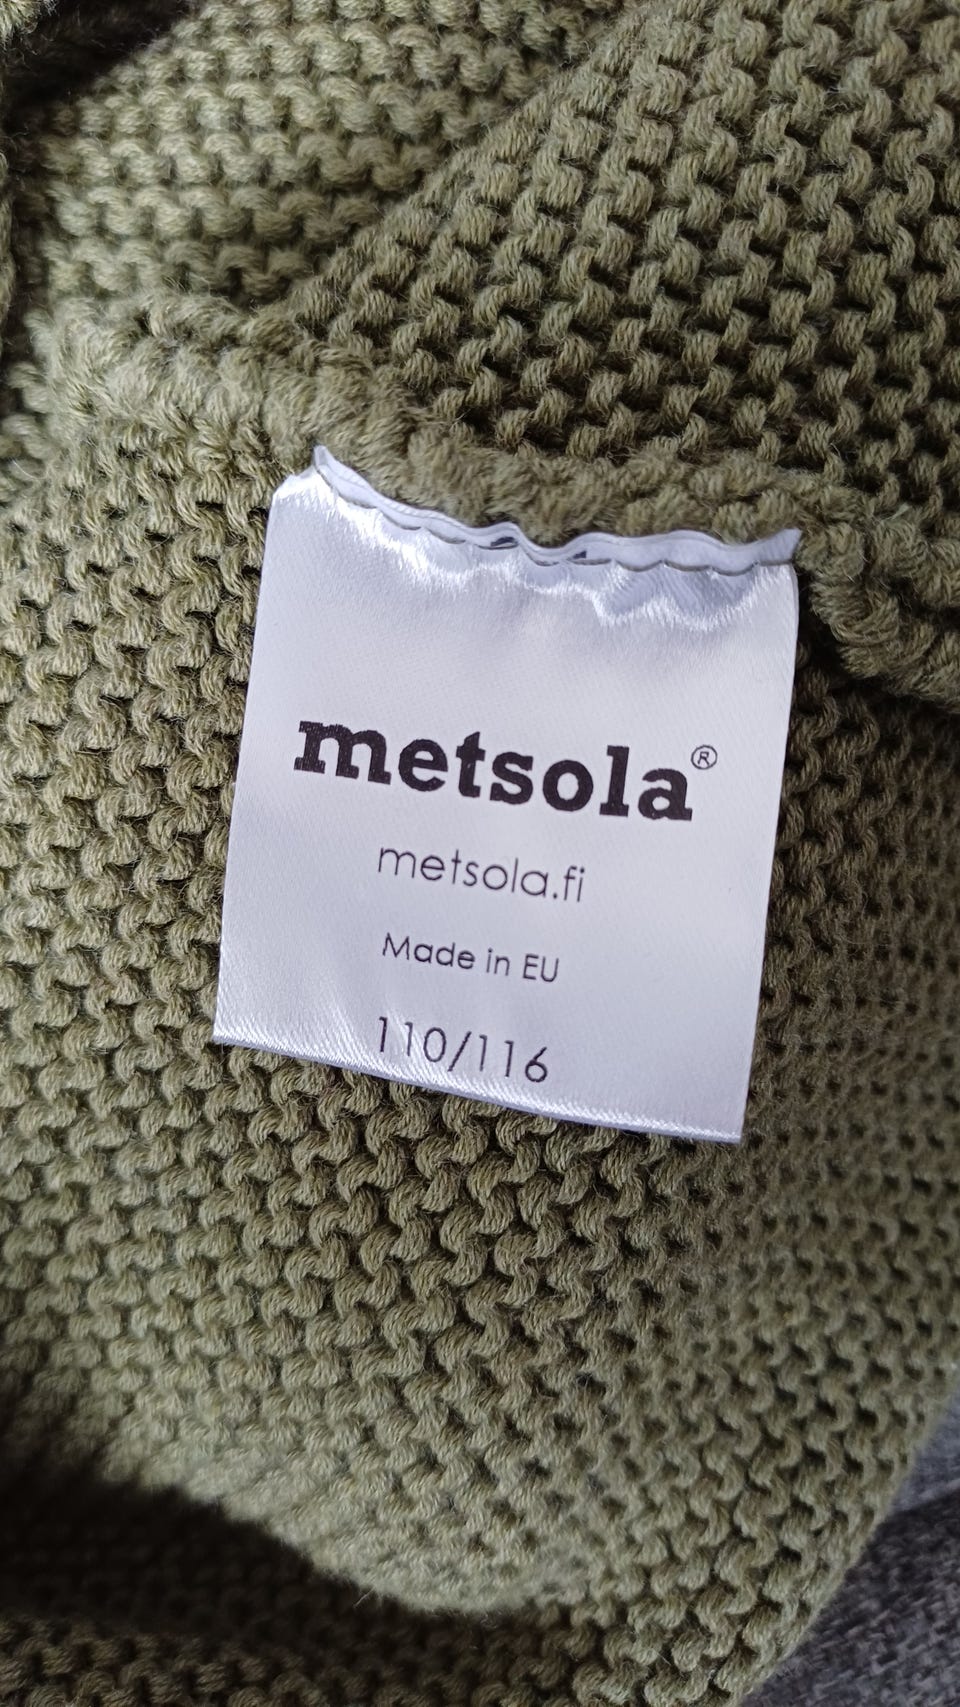 metsola®
metsola.fi
Made in EU
110/116